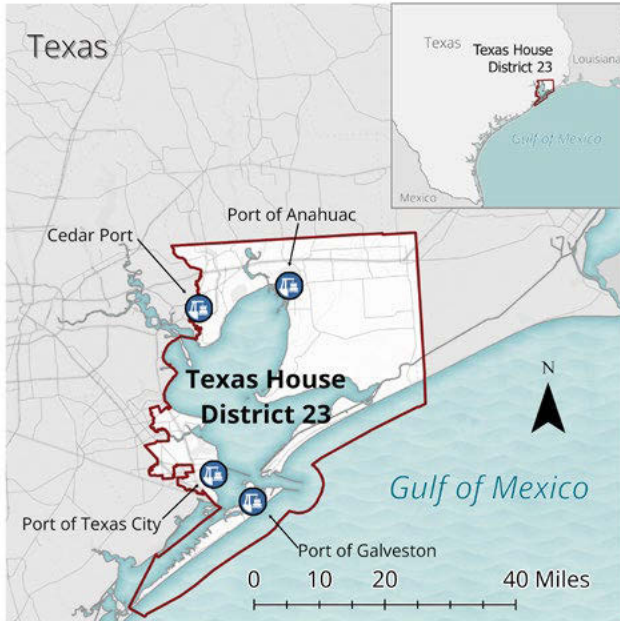 Texas
Texas
Texas House
District 23
Louisiana
Gulf of Mexico
Mexico
Port of Anahuac
Cedar Port
Texas House
District 23
N
Gulf of Mexico
Port of Texas City
Port of Galveston
0 10 20 40 Miles